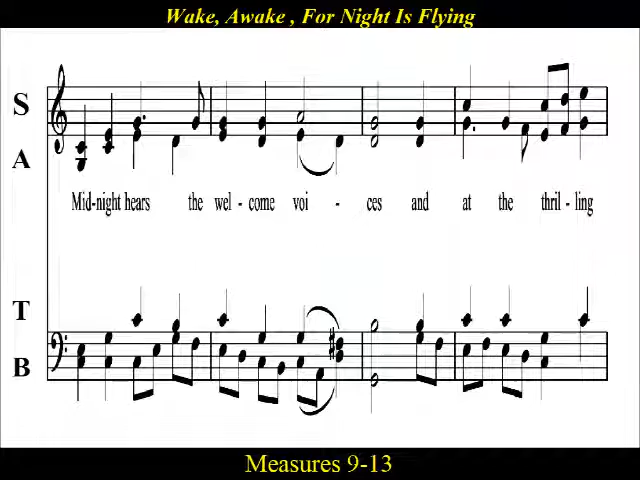 Wake, Awake , For Night Is Flying
S
A
Mid-night hears the wel - come voi - ces and at the thril - ling
T
B
Measures 9-13